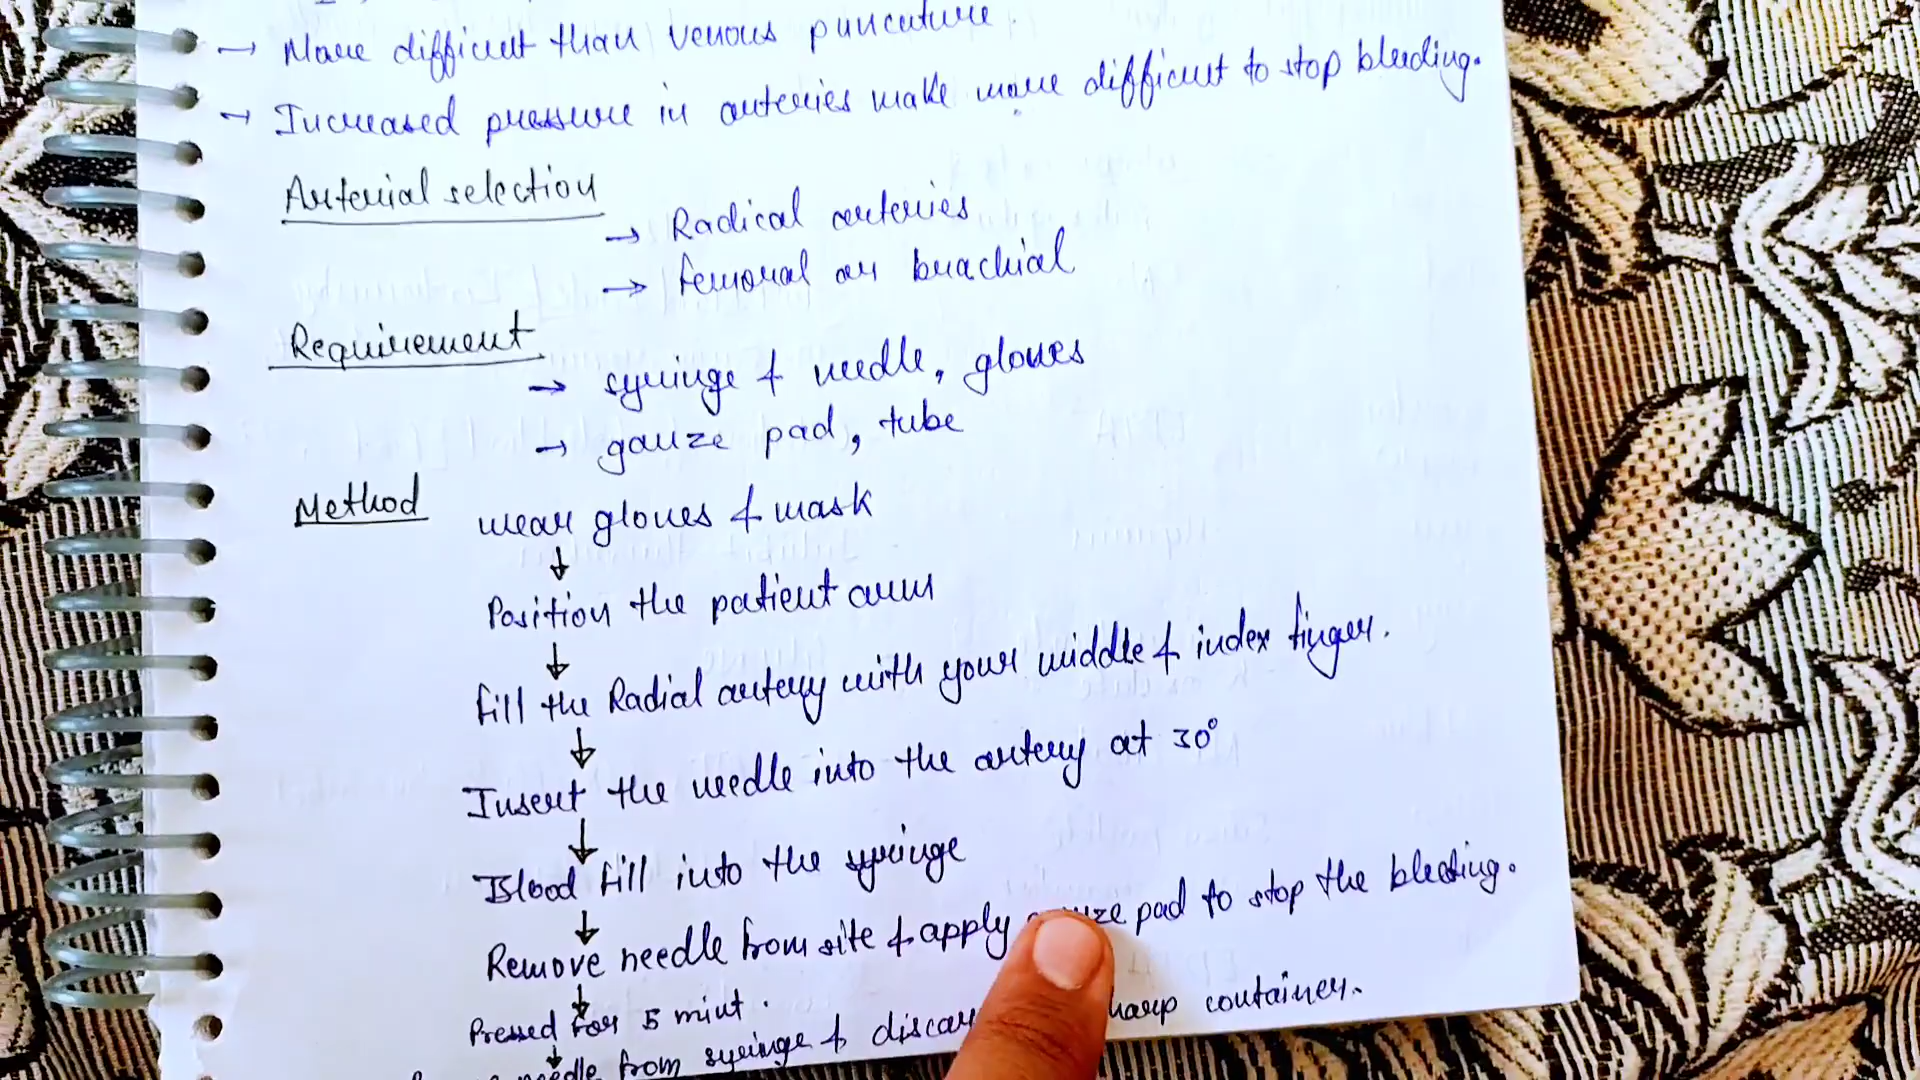 → More difficult than venous puncature
→ Increased pressure in arteries make more difficult to stop bleeding.
Arterial selection
→ Radical arteries
→ femoral or brachial
Requirement
→ syringe & needle, gloves
→ gauze pad, tube
Method wear gloves & mask
↓
Position the patient arm
↓
fill the Radial artery with your middle & index finger.
↓
Insert the needle into the artery at 30°
↓
Blood fill into the syringe
↓
Remove needle from site & apply pad to stop the bleeding.
↓
Pressed for 5 mint.
↓
needle from syringe & container.